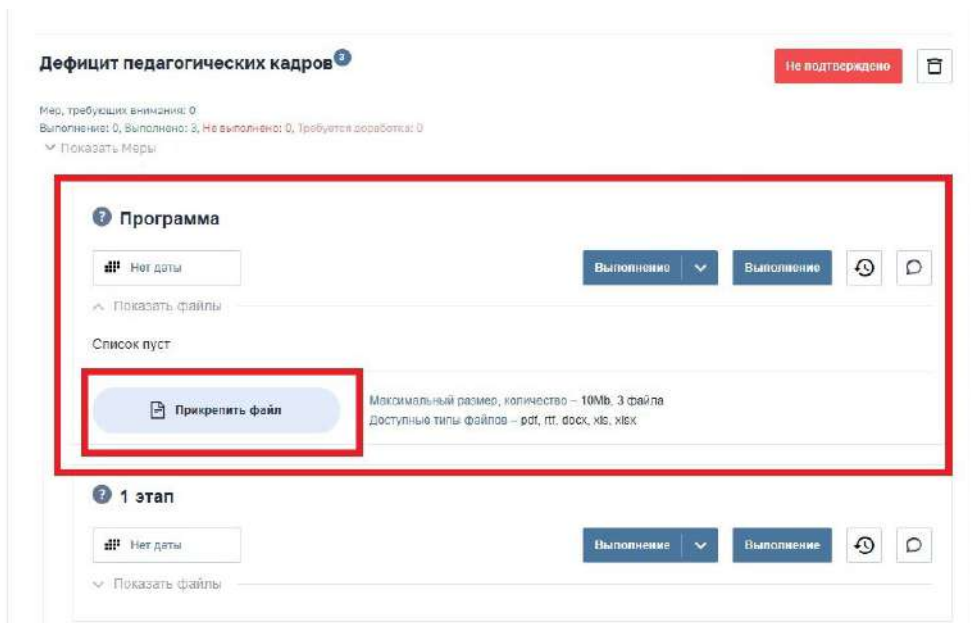 Дефицит педагогических кадров 3
Не подтверждено
Мер, требующих внимания: 0
Выполнение: 0, Выполнено: 3, Не выполнено: 0, Требуется доработка: 0
Показать Меры
? Программа
Нет даты
Выполнение
Выполнение
Показать файлы
Список пуст
Прикрепить файл
Максимальный размер, количество – 10Mb, 3 файла
Доступные типы файлов – pdf, rtf, docx, xls, xlsx
? 1 этап
Нет даты
Выполнение
Выполнение
Показать файлы